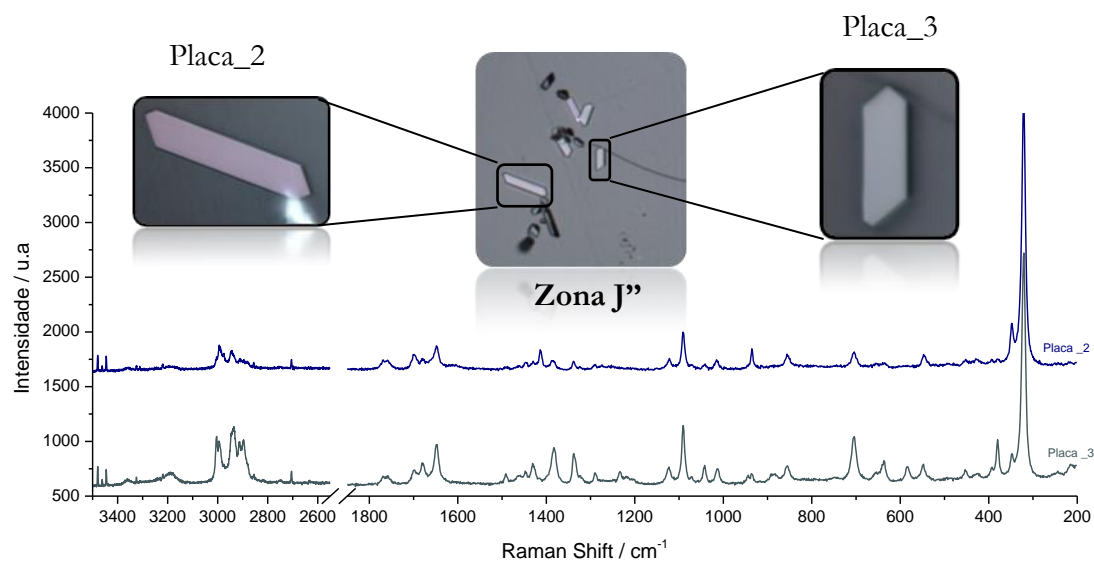 Placa_2
Placa_3
Zona J”
Intensidade / u.a
4000
3500
3000
2500
2000
1500
1000
500
Placa _2
Placa _3
3400 3200 3000 2800 2600 1800 1600 1400 1200 1000 800 600 400 200
Raman Shift / cm⁻¹